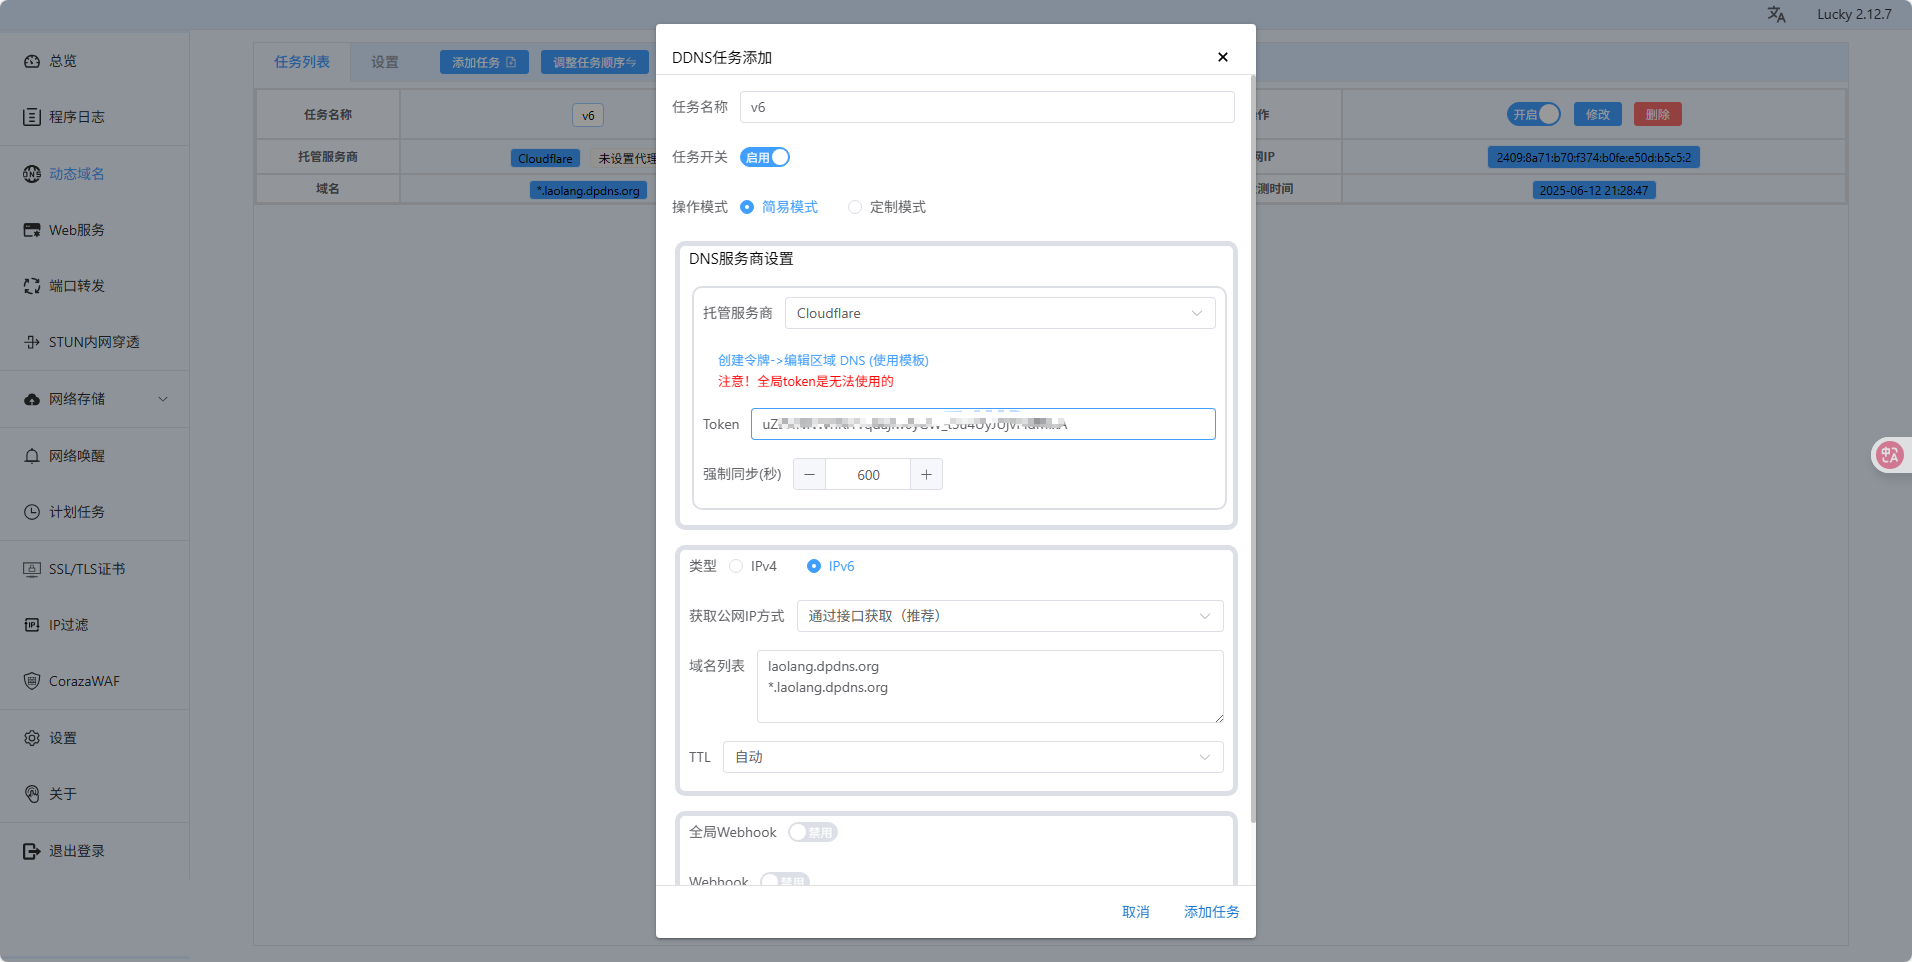 Lucky 2.12.7
总览
程序日志
动态域名
Web服务
端口转发
STUN内网穿透
网络存储
网络唤醒
计划任务
SSL/TLS证书
IP过滤
CorazaWAF
设置
关于
退出登录
任务列表
设置
添加任务
调整任务顺序
任务名称
v6
作
开启
修改
删除
托管服务商
Cloudflare
未设置代理
网IP
2409:8a71:b70:f374:b0fe:e50d:b5c5:2
域名
*.laolang.dpdns.org
测时间
2025-06-12 21:28:47
DDNS任务添加
任务名称
v6
任务开关
启用
操作模式
简易模式
定制模式
DNS服务商设置
托管服务商
Cloudflare
创建令牌->编辑区域 DNS (使用模板)
注意！全局token是无法使用的
Token
强制同步(秒)
600
类型
IPv4
IPv6
获取公网IP方式
通过接口获取（推荐）
域名列表
laolang.dpdns.org
*.laolang.dpdns.org
TTL
自动
全局Webhook
禁用
Webhook
禁用
取消
添加任务